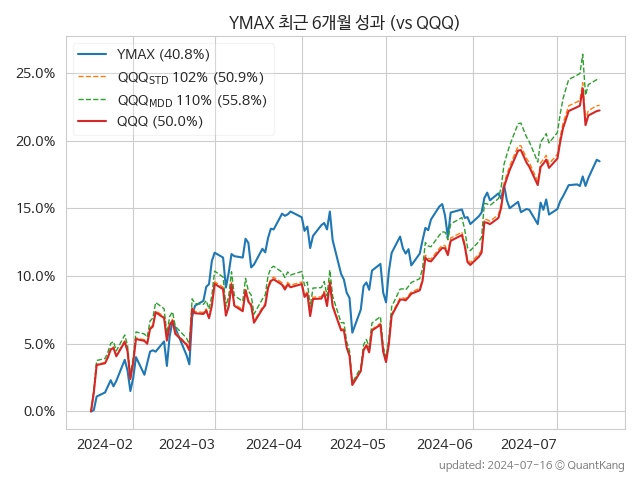 YMAX 최근 6개월 성과 (vs QQQ)
YMAX (40.8%)
QQQSTD 102% (50.9%)
QQQMDD 110% (55.8%)
QQQ (50.0%)
25.0%
20.0%
15.0%
10.0%
5.0%
0.0%
2024-02 2024-03 2024-04 2024-05 2024-06 2024-07
updated: 2024-07-16 © QuantKang